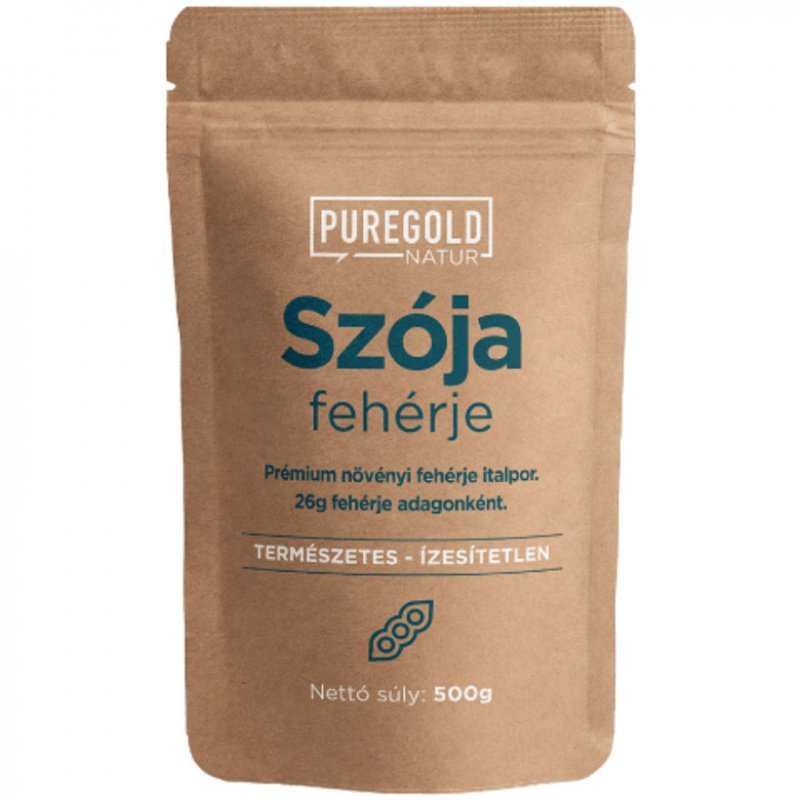 PUREGOLD
NATUR
Szója
fehérje
Prémium növényi fehérje italpor.
26g fehérje adagonként.
TERMÉSZETES - ÍZESÍTETLEN
Nettó súly: 500g